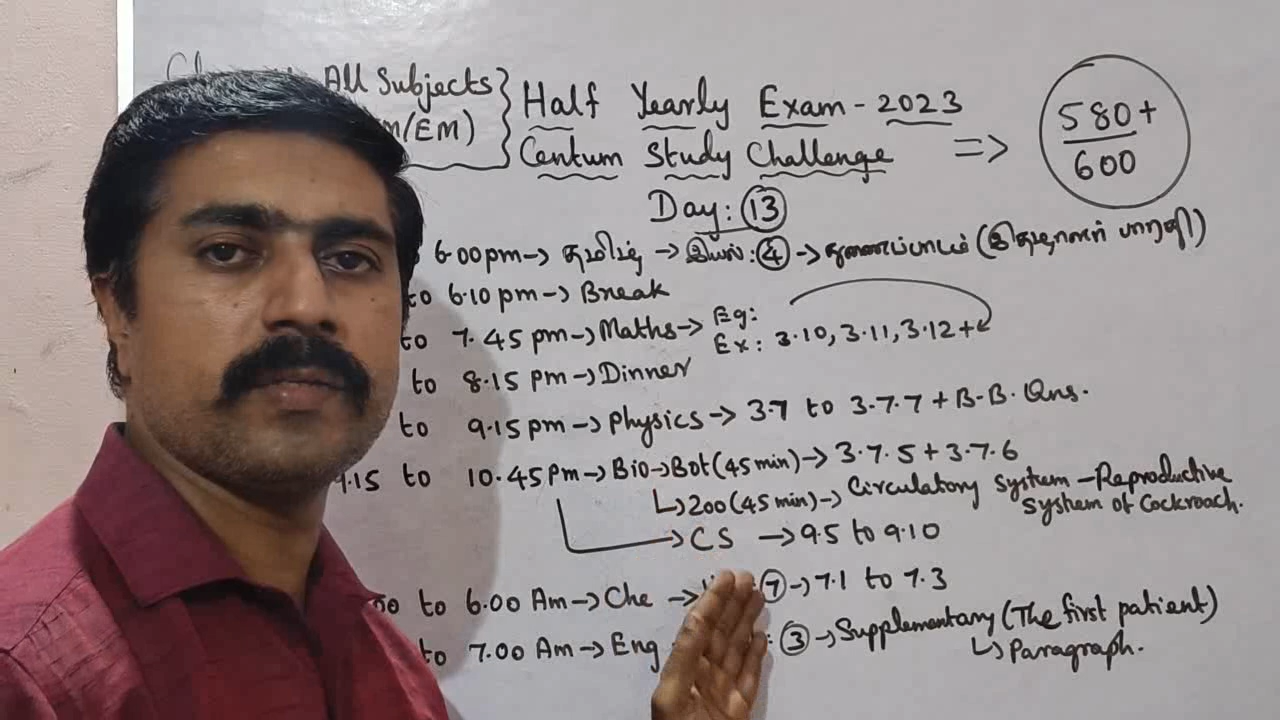 All Subjects
m/EM)
Half Yearly Exam - 2023
Centum Study Challenge
=> 580+/600
Day: 13
6.00pm -> தமிழ் -> இயல்: 4 -> துணைப்பாடம் (இதழாளர் பாரதி)
to 6.10 pm -> Break
to 7.45 pm -> Maths -> Eg:
Ex: 3.10, 3.11, 3.12 +
to 8.15 pm -> Dinner
to 9.15 pm -> Physics -> 3.7 to 3.7.7 + B.B. Qns.
9.15 to 10.45 Pm -> Bio -> Bot (45 min) -> 3.7.5 + 3.7.6
-> Zoo (45 min) -> Circulatory system - Reproductive
system of Cockroach.
-> CS -> 9.5 to 9.10
to 6.00 Am -> Che -> 7 -> 7.1 to 7.3
to 7.00 Am -> Eng : 3 -> Supplementary (The first patient)
-> Paragraph.